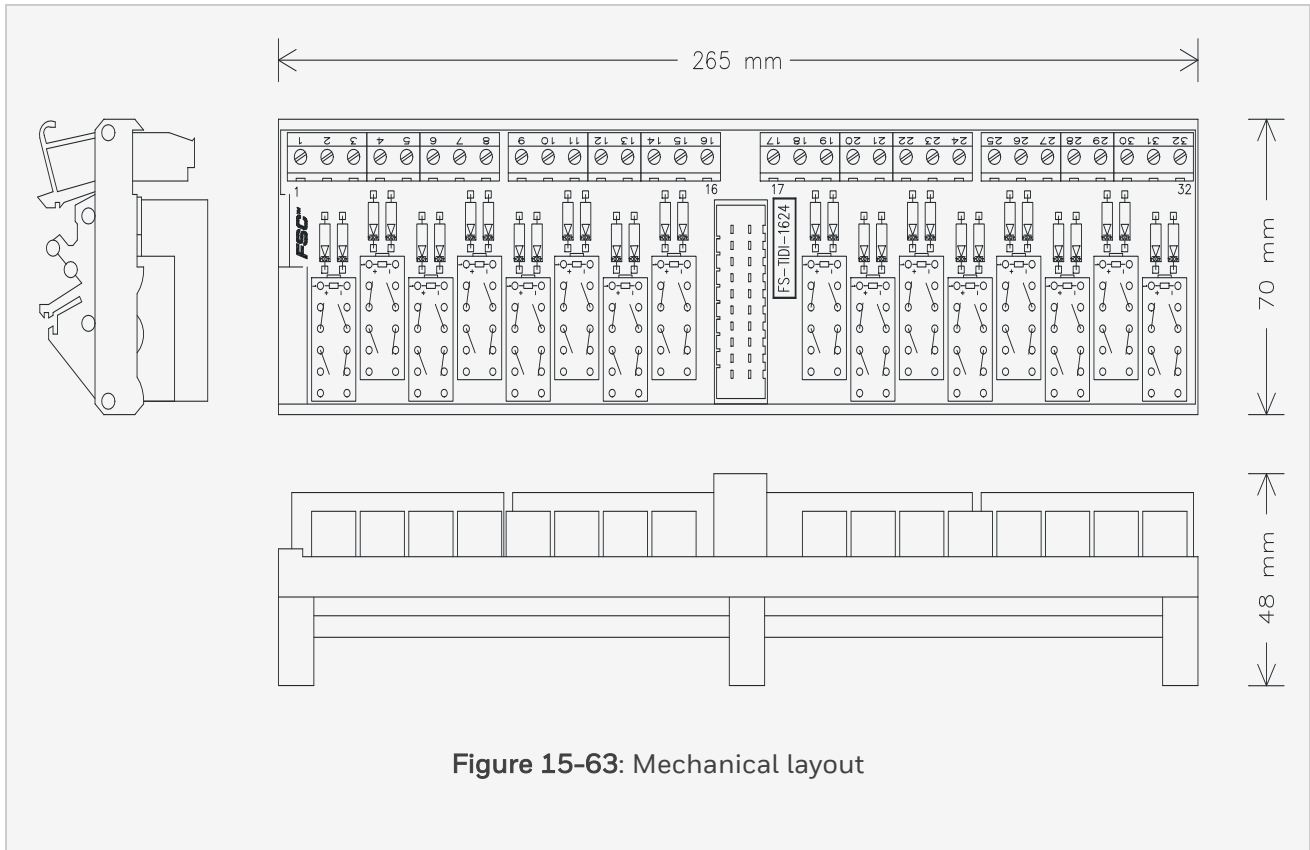 265 mm
1 2 3 4 5 6 7 8 9 10 11 12 13 14 15 16 17 18 19 20 21 22 23 24 25 26 27 28 29 30 31 32
1 16 17 32
FSC
FS-TIDI-1624
70 mm
48 mm
Figure 15-63: Mechanical layout